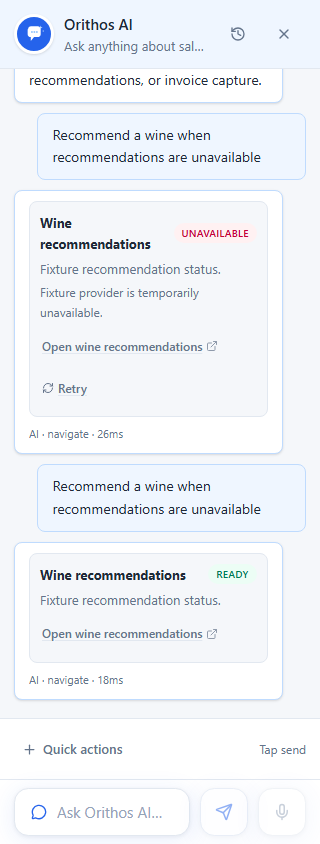 Orithos AI
Ask anything about sal...
recommendations, or invoice capture.
Recommend a wine when
recommendations are unavailable
Wine
recommendations
UNAVAILABLE
Fixture recommendation status.
Fixture provider is temporarily
unavailable.
Open wine recommendations
Retry
AI · navigate · 26ms
Recommend a wine when
recommendations are unavailable
Wine recommendations
READY
Fixture recommendation status.
Open wine recommendations
AI · navigate · 18ms
Quick actions
Tap send
Ask Orithos AI...